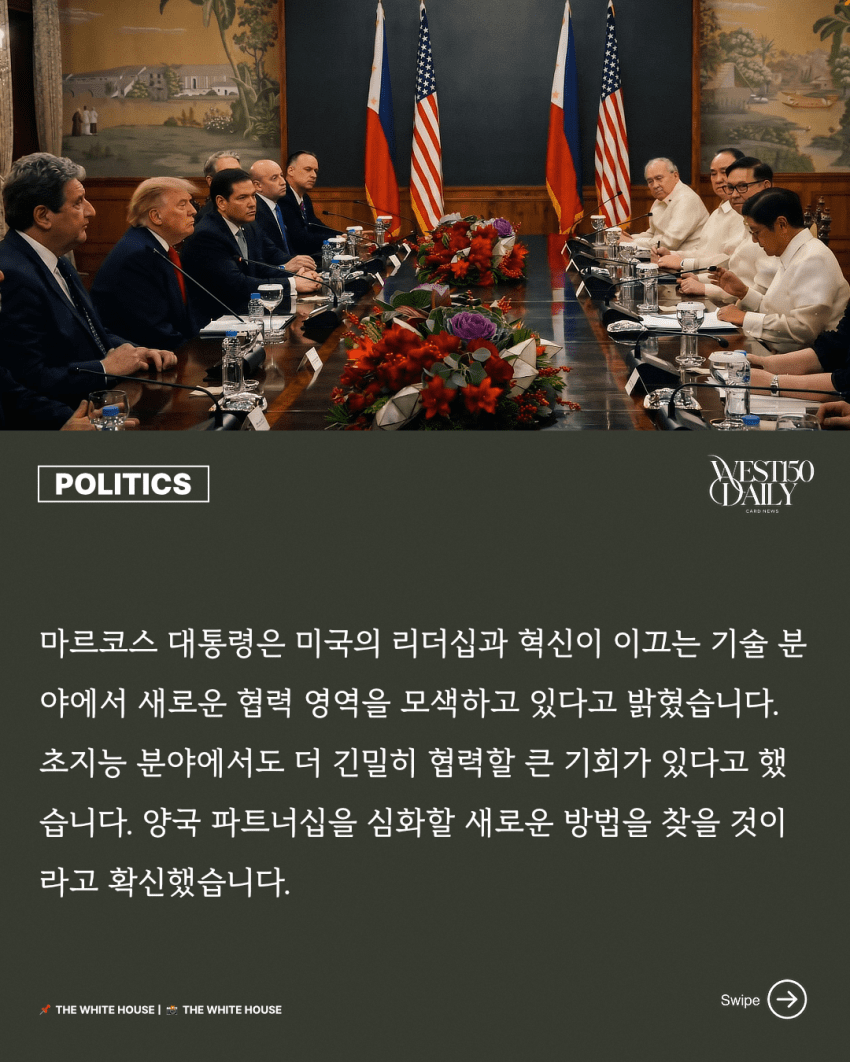 POLITICS
WEST150
DAILY
CARD NEWS
마르코스 대통령은 미국의 리더십과 혁신이 이끄는 기술 분
야에서 새로운 협력 영역을 모색하고 있다고 밝혔습니다.
초지능 분야에서도 더 긴밀히 협력할 큰 기회가 있다고 했
습니다. 양국 파트너십을 심화할 새로운 방법을 찾을 것이
라고 확신했습니다.
THE WHITE HOUSE | THE WHITE HOUSE
Swipe